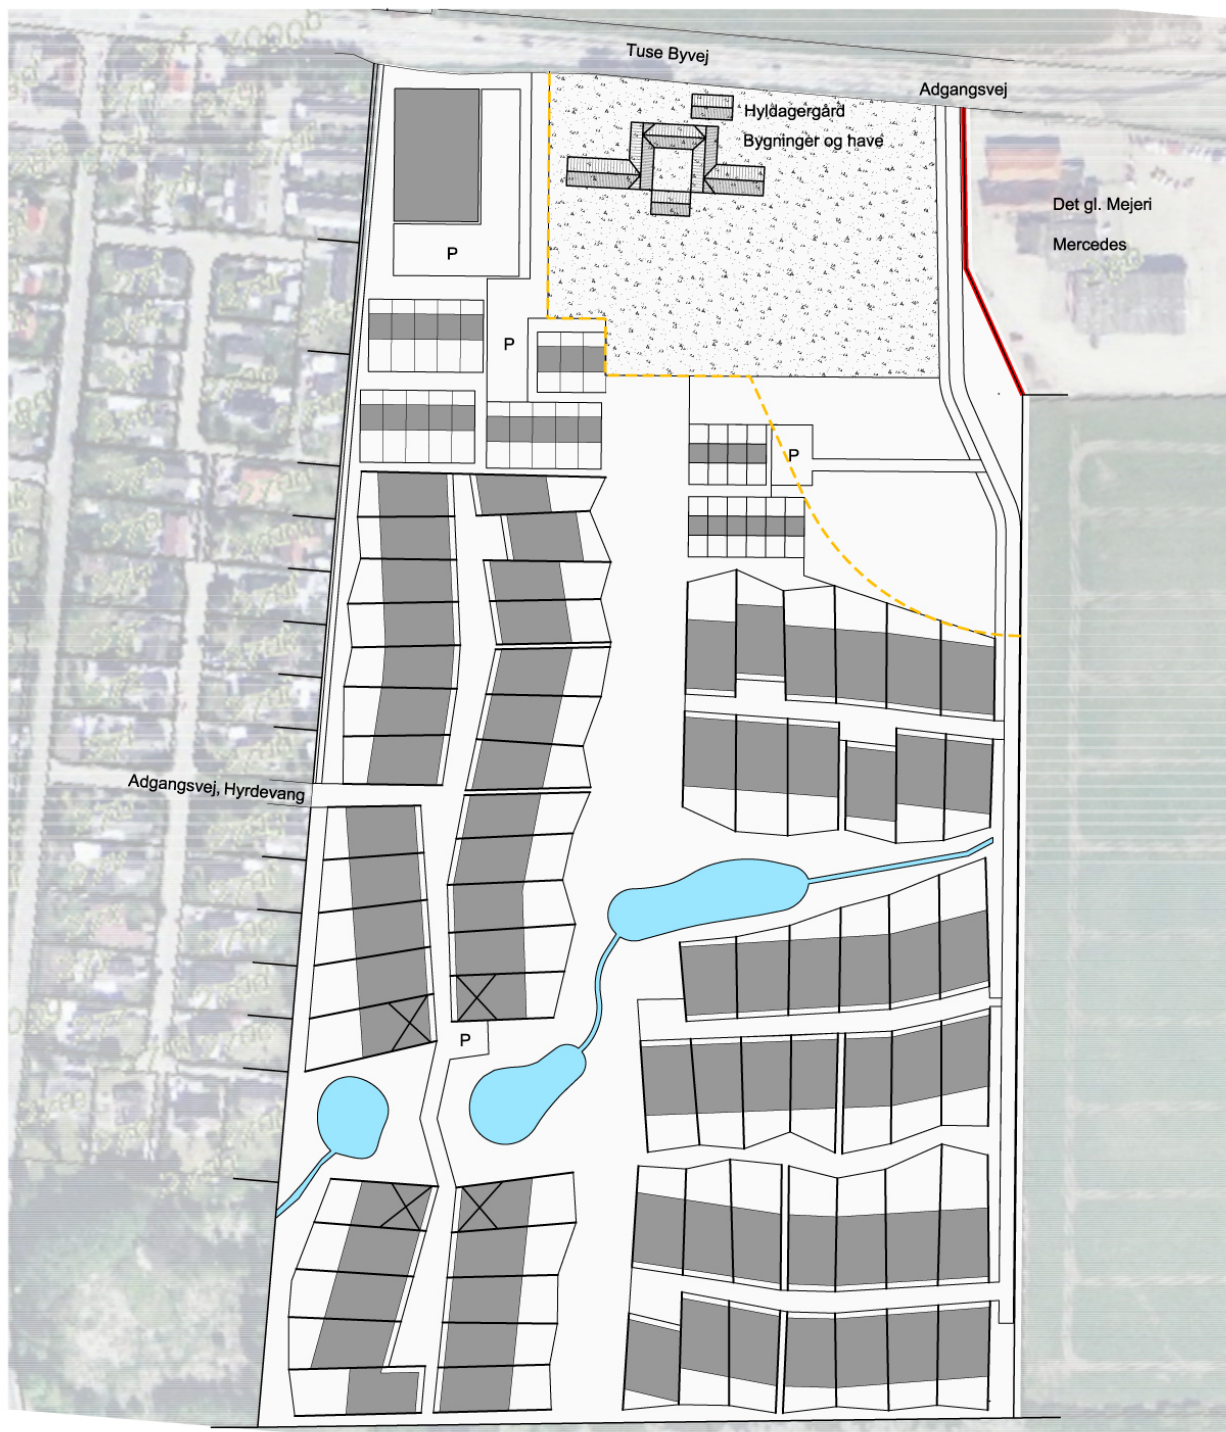 Tuse Byvej
Adgangsvej
Hyldagergård
Bygninger og have
Det gl. Mejeri
Mercedes
P
P
P
Adgangsvej, Hyrdevang
P